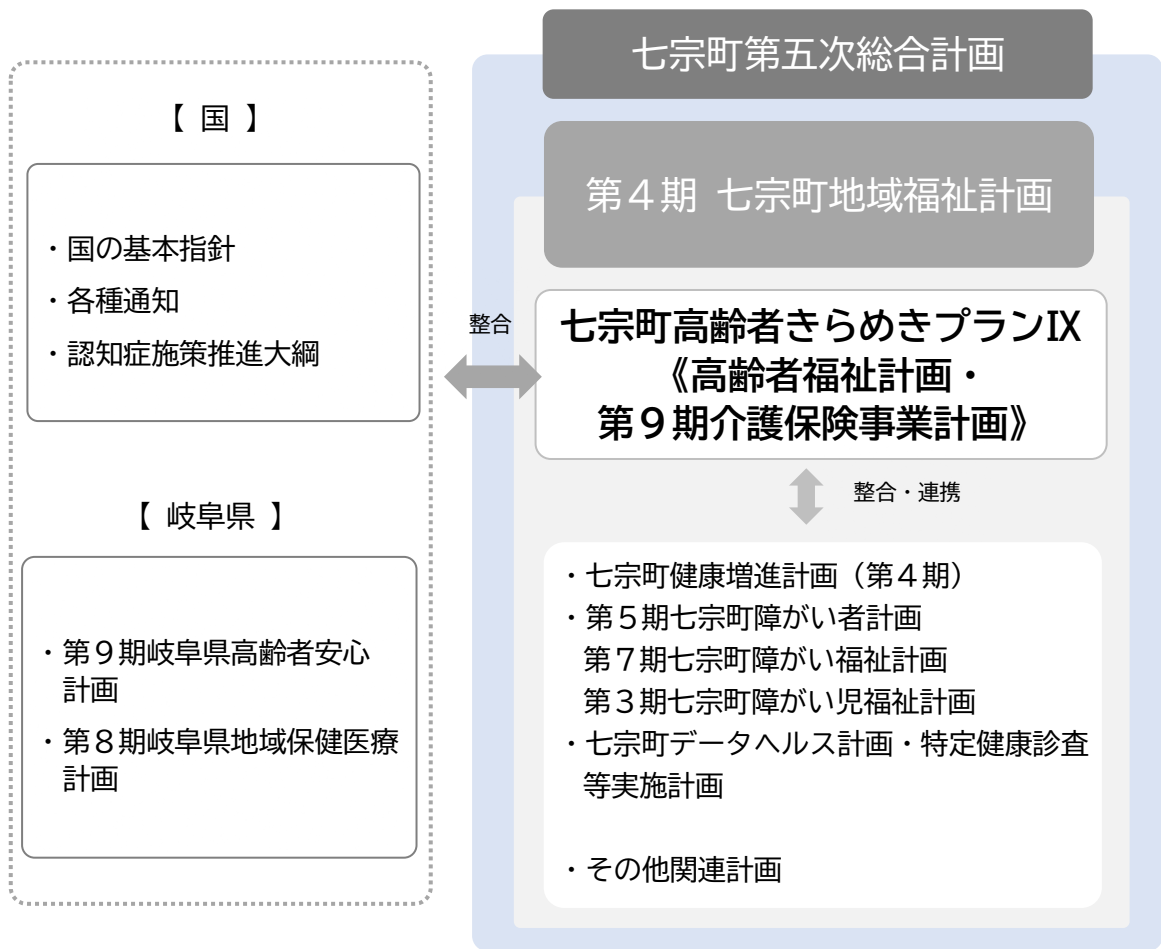 【 国 】
・国の基本指針
・各種通知
・認知症施策推進大綱
【 岐阜県 】
・第９期岐阜県高齢者安心
計画
・第８期岐阜県地域保健医療
計画
整合
七宗町第五次総合計画
第４期 七宗町地域福祉計画
七宗町高齢者きらめきプランⅨ
《高齢者福祉計画・
第９期介護保険事業計画》
整合・連携
・七宗町健康増進計画（第４期）
・第５期七宗町障がい者計画
第７期七宗町障がい福祉計画
第３期七宗町障がい児福祉計画
・七宗町データヘルス計画・特定健康診査
等実施計画
・その他関連計画